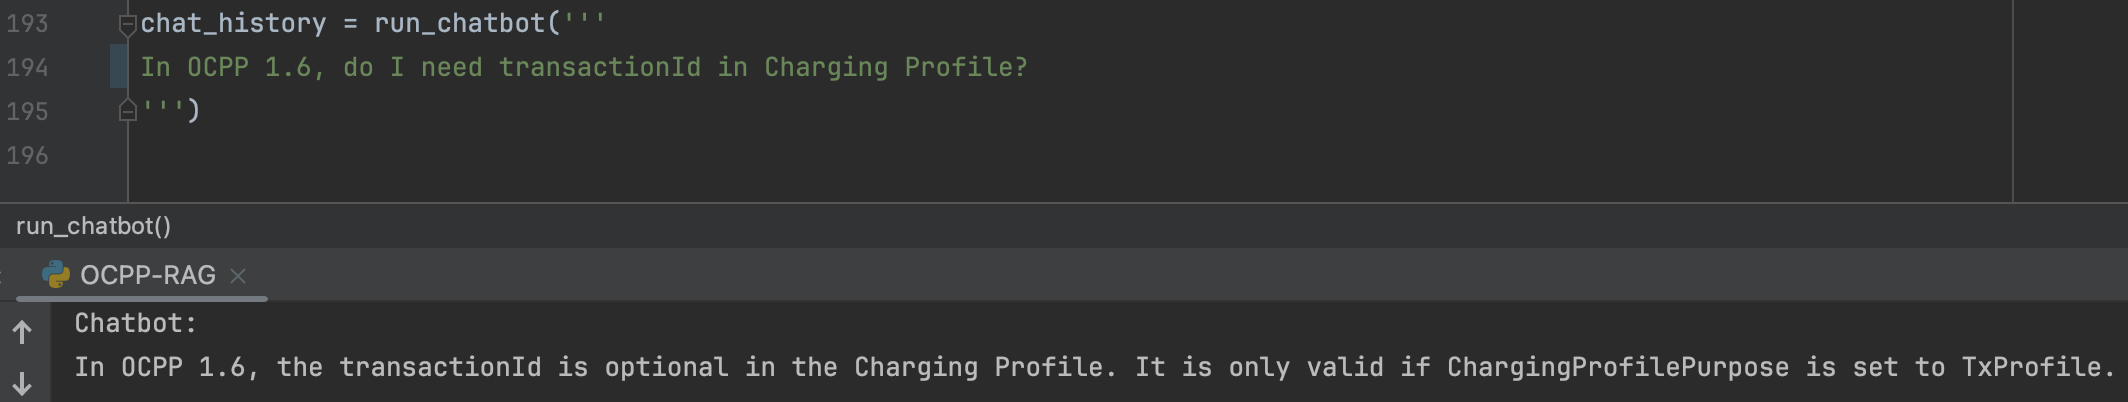 193 chat_history = run_chatbot('''
194 In OCPP 1.6, do I need transactionId in Charging Profile?
195 ''')
196
run_chatbot()
OCPP-RAG
Chatbot:
In OCPP 1.6, the transactionId is optional in the Charging Profile. It is only valid if ChargingProfilePurpose is set to TxProfile.